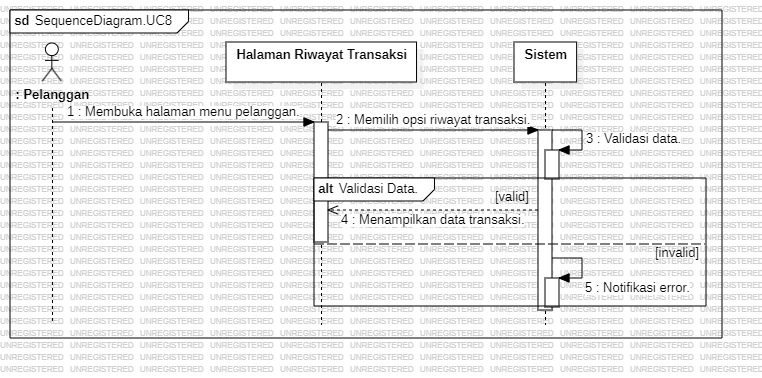 sd SequenceDiagram.UC8
Halaman Riwayat Transaksi
Sistem
: Pelanggan
1 : Membuka halaman menu pelanggan.
2 : Memilih opsi riwayat transaksi.
3 : Validasi data.
alt Validasi Data.
[valid]
4 : Menampilkan data transaksi.
[invalid]
5 : Notifikasi error.
UNREGISTERED